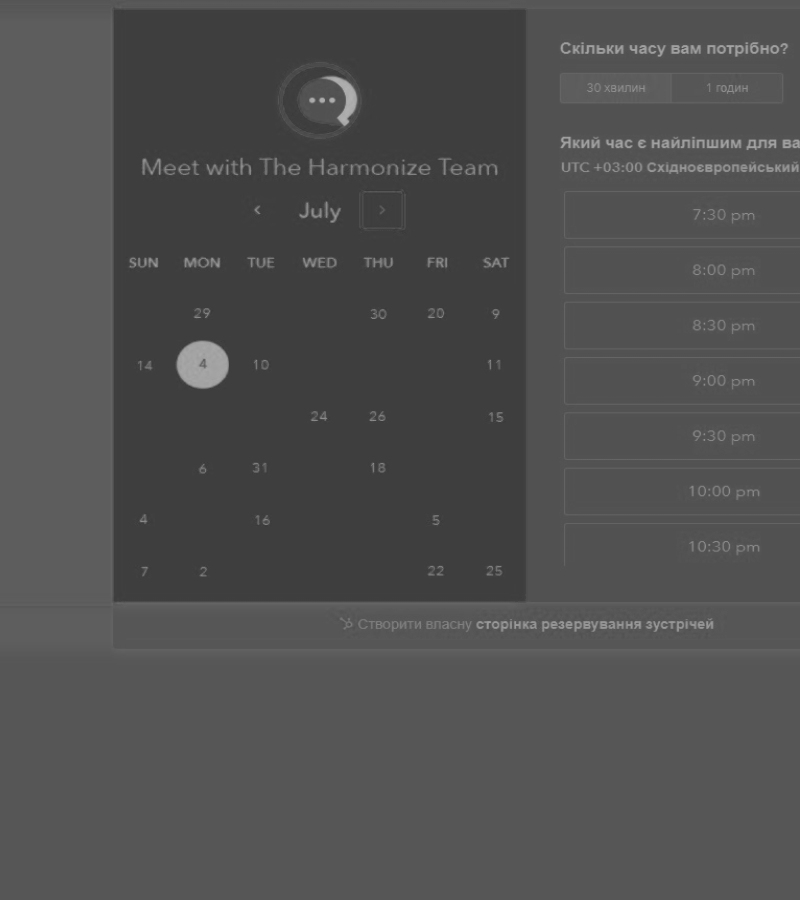 Meet with The Harmonize Team
‹ July ›
SUN MON TUE WED THU FRI SAT
29 30 20 9
14 4 10 11
24 26 15
6 31 18
4 16 5
7 2 22 25
Скільки часу вам потрібно?
30 хвилин 1 годин
Який час є найліпшим для ва
UTC +03:00 Східноєвропейський
7:30 pm
8:00 pm
8:30 pm
9:00 pm
9:30 pm
10:00 pm
10:30 pm
Створити власну сторінка резервування зустрічей